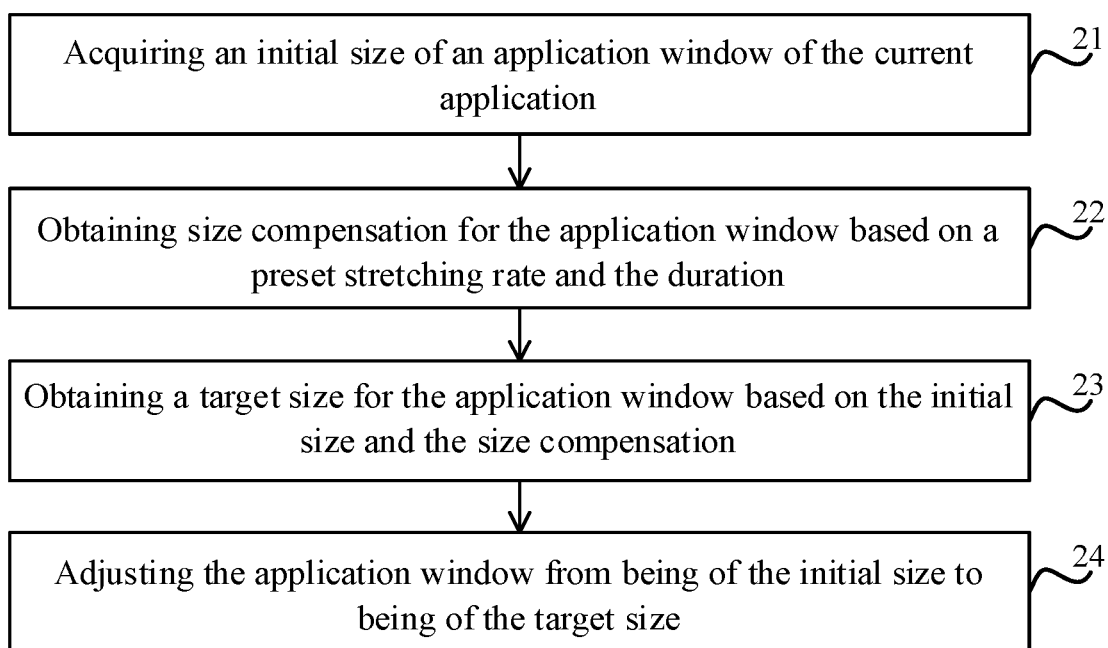 Acquiring an initial size of an application window of the current
application
21
Obtaining size compensation for the application window based on a
preset stretching rate and the duration
22
Obtaining a target size for the application window based on the initial
size and the size compensation
23
Adjusting the application window from being of the initial size to
being of the target size
24